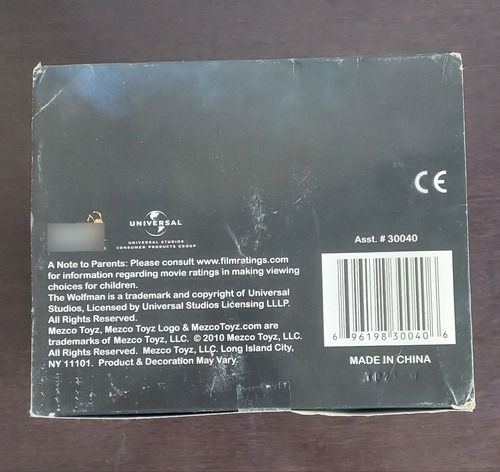 CE
UNIVERSAL
UNIVERSAL STUDIOS
CONSUMER PRODUCTS GROUP
Asst. # 30040
A Note to Parents: Please consult www.filmratings.com
for information regarding movie ratings in making viewing
choices for children.
The Wolfman is a trademark and copyright of Universal
Studios, Licensed by Universal Studios Licensing LLLP.
All Rights Reserved.
Mezco Toyz, Mezco Toyz Logo & MezcoToyz.com are
trademarks of Mezco Toyz, LLC. © 2010 Mezco Toyz, LLC.
All Rights Reserved. Mezco Toyz, LLC. Long Island City,
NY 11101. Product & Decoration May Vary.
6 96198 30040 6
MADE IN CHINA